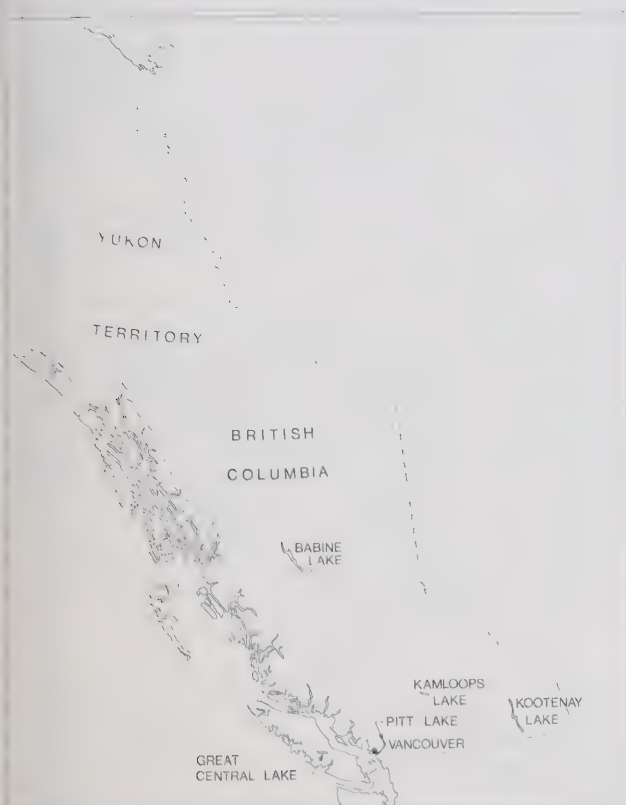 YUKON
TERRITORY
BRITISH
COLUMBIA
BABINE
LAKE
KAMLOOPS
LAKE
KOOTENAY
LAKE
PITT LAKE
VANCOUVER
GREAT
CENTRAL LAKE